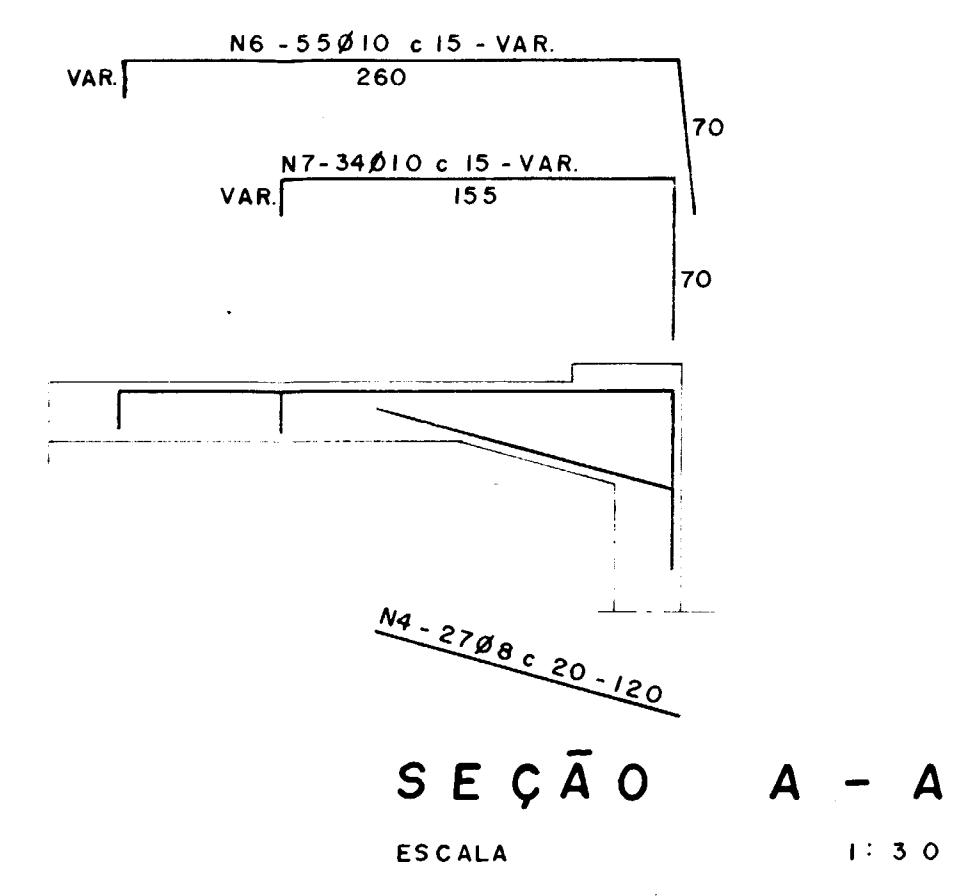 N6 - 55Ø10 c 15 - VAR.
VAR.
260
70
N7-34Ø10 c 15 - VAR.
VAR.
155
70
N4 - 27Ø8 c 20 - 120
SEÇÃO A - A
ESCALA 1:30